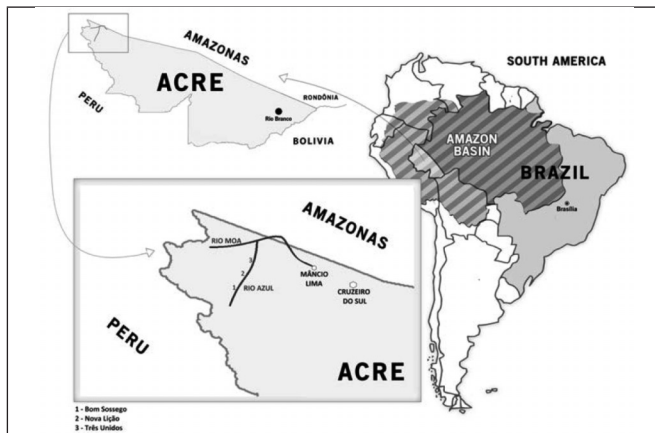 AMAZONAS
ACRE
PERU
RONDÔNIA
Rio Branco
BOLIVIA
SOUTH AMERICA
AMAZON
BASIN
BRAZIL
Brasília
AMAZONAS
RIO MOA
3
2
1
RIO AZUL
MÂNCIO
LIMA
CRUZEIRO
DO SUL
PERU
ACRE
1 - Bom Sossego
2 - Nova Lição
3 - Três Unidos